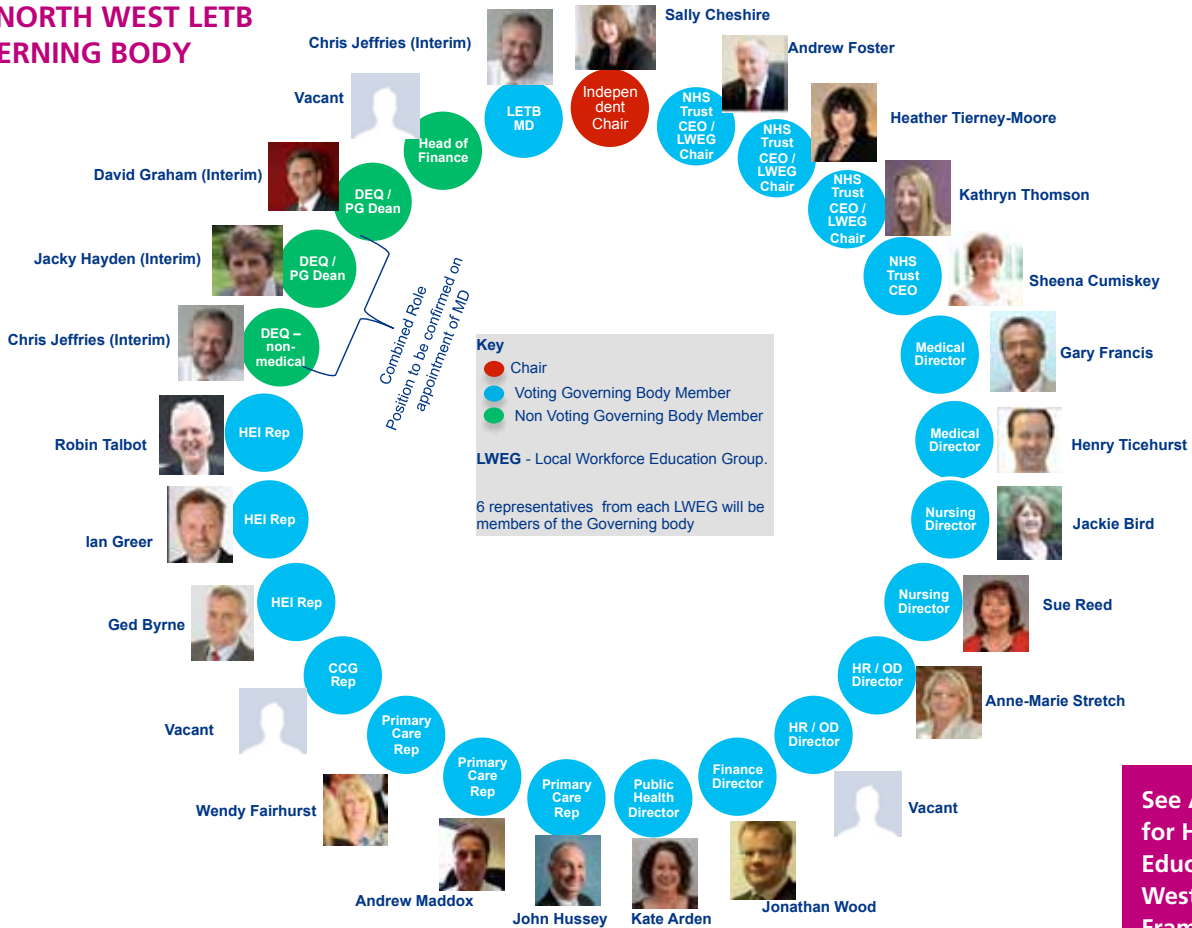 NORTH WEST LETB
ERNING BODY
Sally Cheshire
Chris Jeffries (Interim)
Andrew Foster
Vacant
Heather Tierney-Moore
David Graham (Interim)
Kathryn Thomson
Jacky Hayden (Interim)
Sheena Cumiskey
Chris Jeffries (Interim)
Gary Francis
Robin Talbot
Henry Ticehurst
Ian Greer
Jackie Bird
Ged Byrne
Sue Reed
Vacant
Anne-Marie Stretch
Wendy Fairhurst
Vacant
Andrew Maddox
John Hussey
Kate Arden
Jonathan Wood
Indepen
dent
Chair
NHS
Trust
CEO /
LWEG
Chair
NHS
Trust
CEO /
LWEG
Chair
NHS
Trust
CEO /
LWEG
Chair
NHS
Trust
CEO
Medical
Director
Medical
Director
Nursing
Director
Nursing
Director
HR / OD
Director
HR / OD
Director
Finance
Director
Public
Health
Director
Primary
Care
Rep
Primary
Care
Rep
Primary
Care
Rep
CCG
Rep
HEI Rep
HEI Rep
HEI Rep
DEQ –
non-
medical
DEQ /
PG Dean
DEQ /
PG Dean
Head of
Finance
LETB
MD
Combined Role
Position to be confirmed on
appointment of MD
Key
Chair
Voting Governing Body Member
Non Voting Governing Body Member
LWEG - Local Workforce Education Group.
6 representatives from each LWEG will be
members of the Governing body
See
for H
Educ
West
Fram